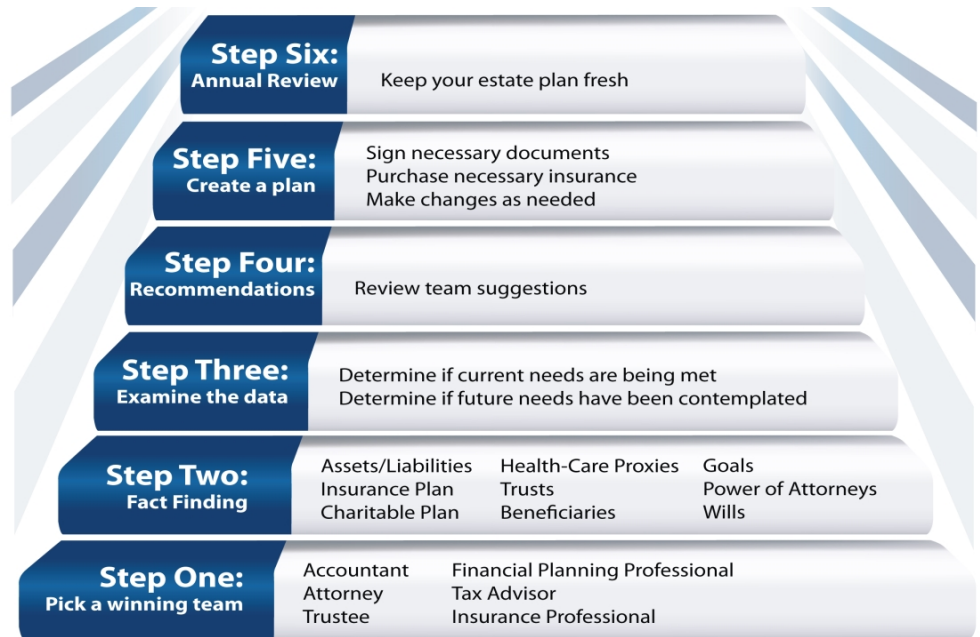 Step Six:
Annual Review
Keep your estate plan fresh
Step Five:
Create a plan
Sign necessary documents
Purchase necessary insurance
Make changes as needed
Step Four:
Recommendations
Review team suggestions
Step Three:
Examine the data
Determine if current needs are being met
Determine if future needs have been contemplated
Step Two:
Fact Finding
Assets/Liabilities Health-Care Proxies Goals
Insurance Plan Trusts Power of Attorneys
Charitable Plan Beneficiaries Wills
Step One:
Pick a winning team
Accountant Financial Planning Professional
Attorney Tax Advisor
Trustee Insurance Professional